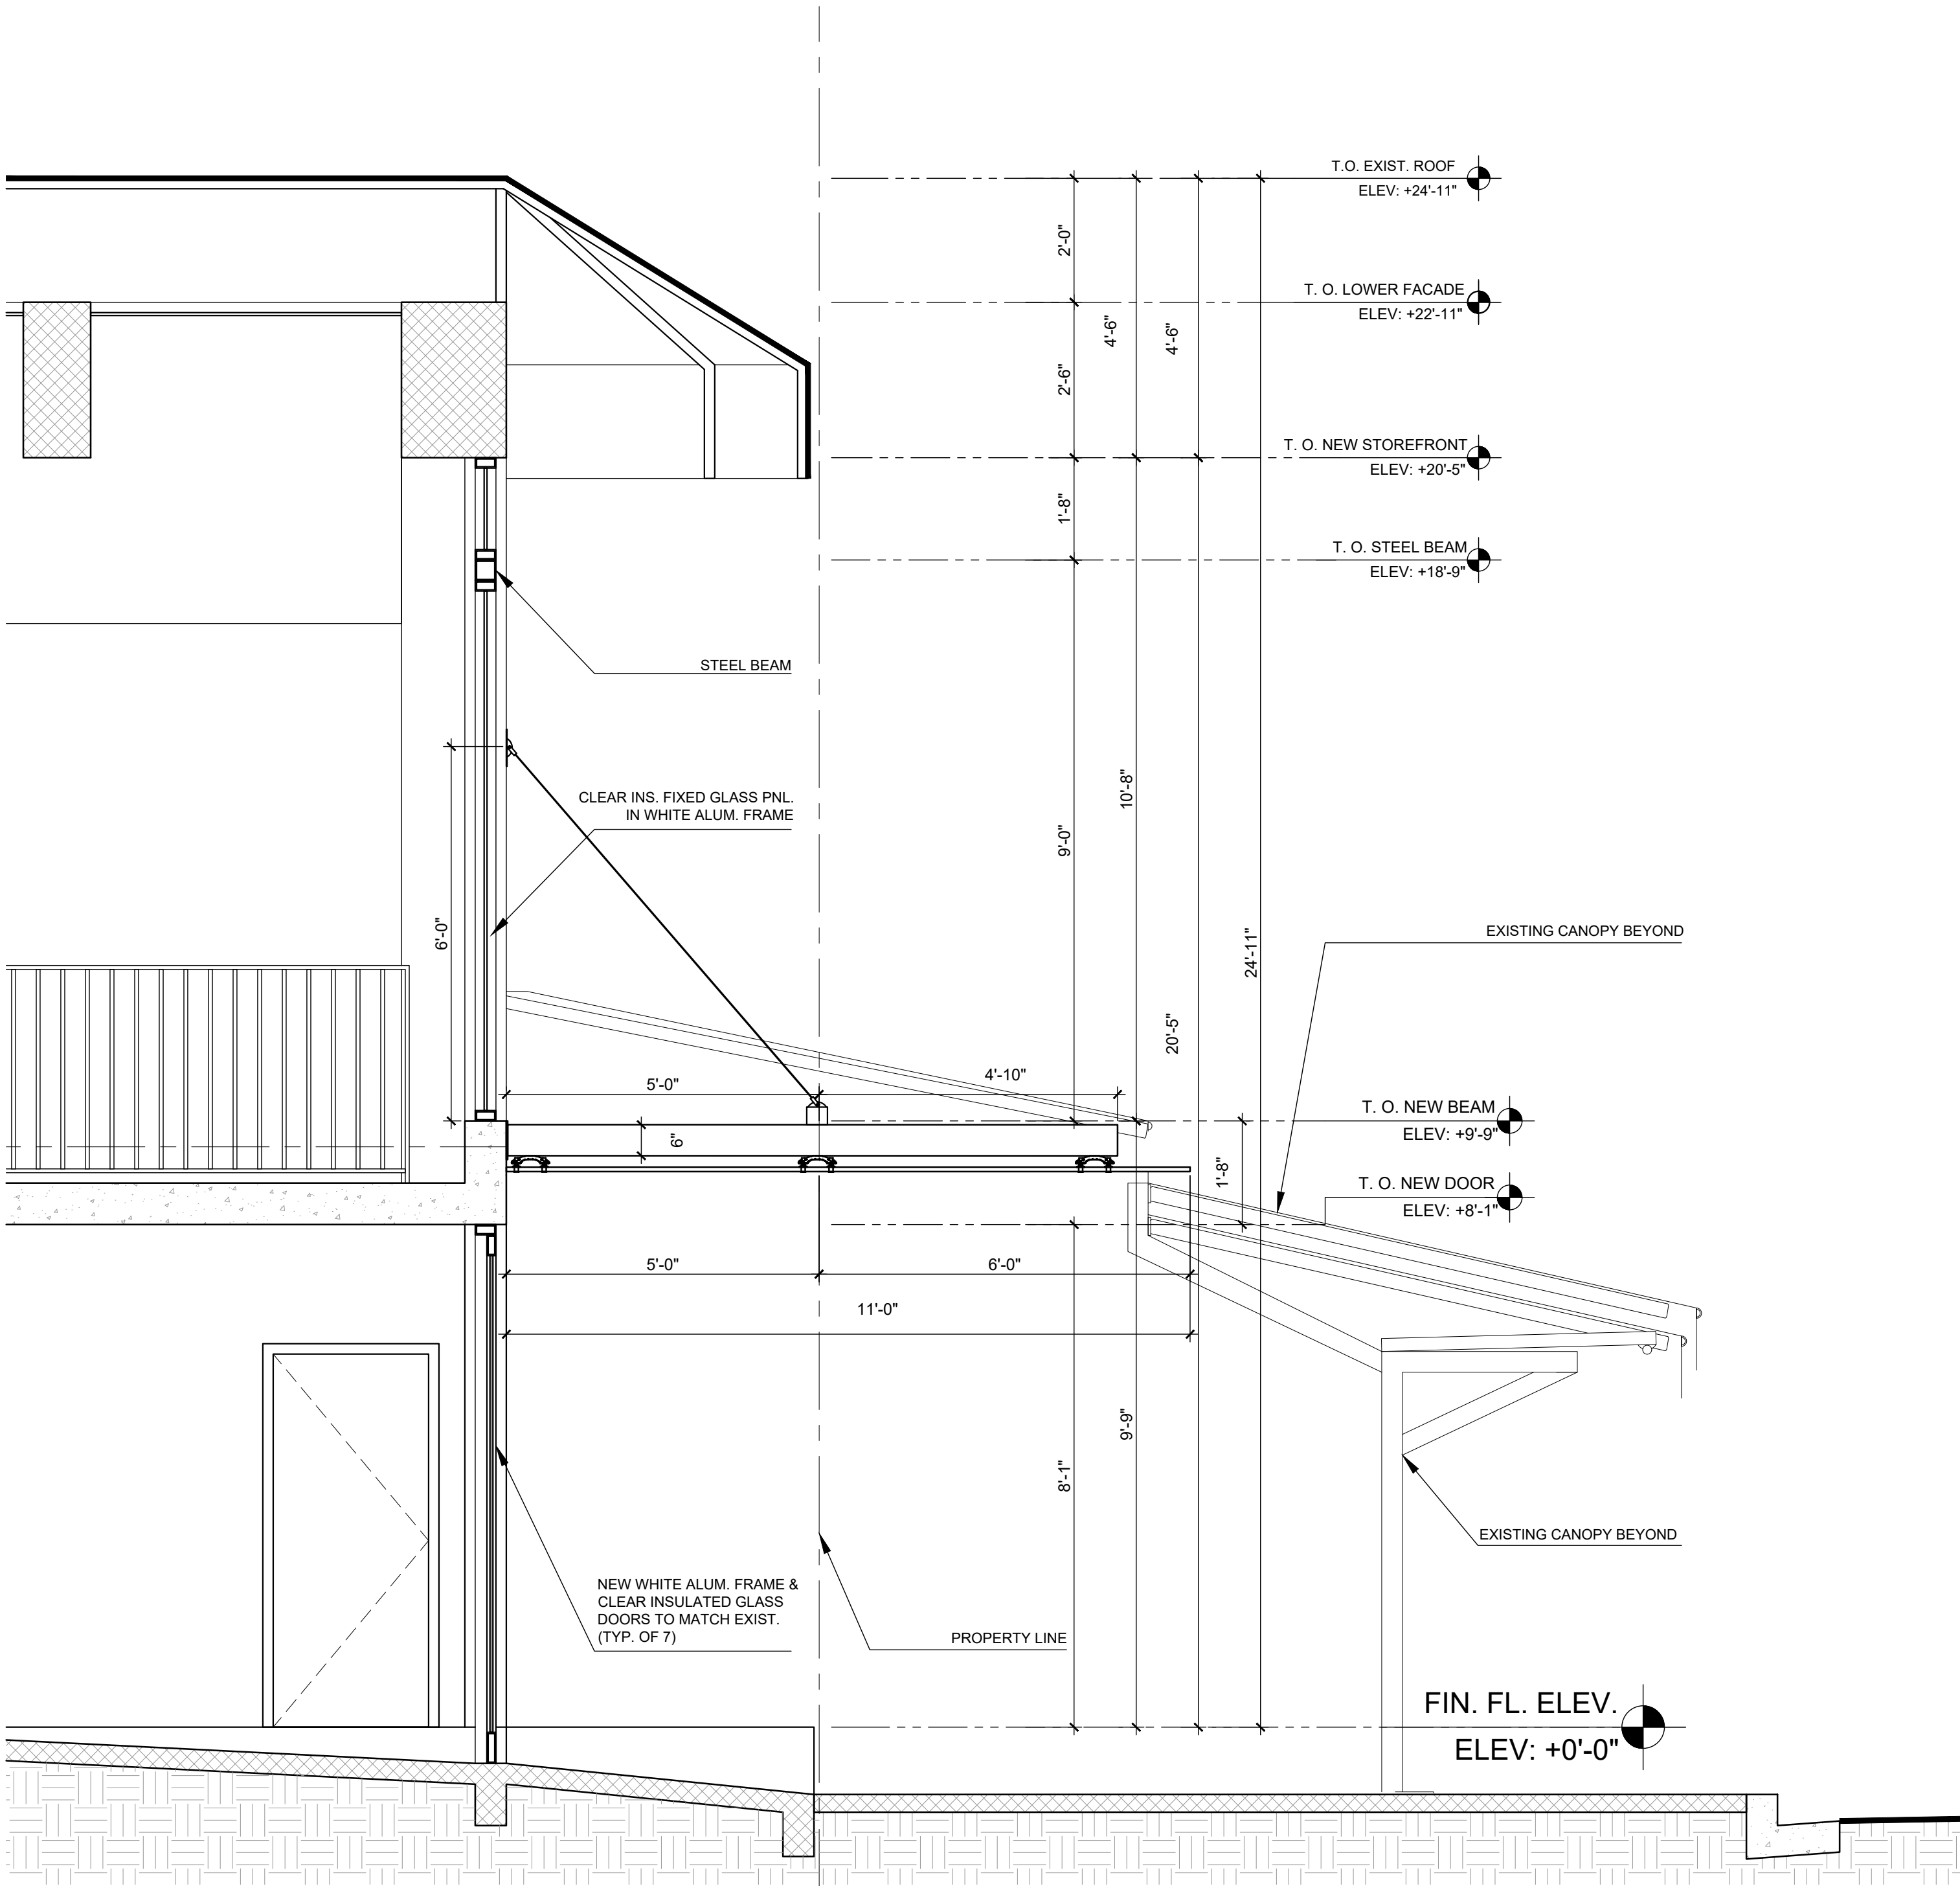 T.O. EXIST. ROOF
ELEV: +24'-11"
2'-0"
T. O. LOWER FACADE
ELEV: +22'-11"
4'-6"
4'-6"
2'-6"
T. O. NEW STOREFRONT
ELEV: +20'-5"
1'-8"
T. O. STEEL BEAM
ELEV: +18'-9"
STEEL BEAM
CLEAR INS. FIXED GLASS PNL.
IN WHITE ALUM. FRAME
10'-8"
9'-0"
6'-0"
EXISTING CANOPY BEYOND
24'-11"
20'-5"
5'-0"
4'-10"
T. O. NEW BEAM
ELEV: +9'-9"
6"
1'-8"
T. O. NEW DOOR
ELEV: +8'-1"
5'-0"
6'-0"
11'-0"
9'-9"
8'-1"
EXISTING CANOPY BEYOND
NEW WHITE ALUM. FRAME &
CLEAR INSULATED GLASS
DOORS TO MATCH EXIST.
(TYP. OF 7)
PROPERTY LINE
FIN. FL. ELEV.
ELEV: +0'-0"